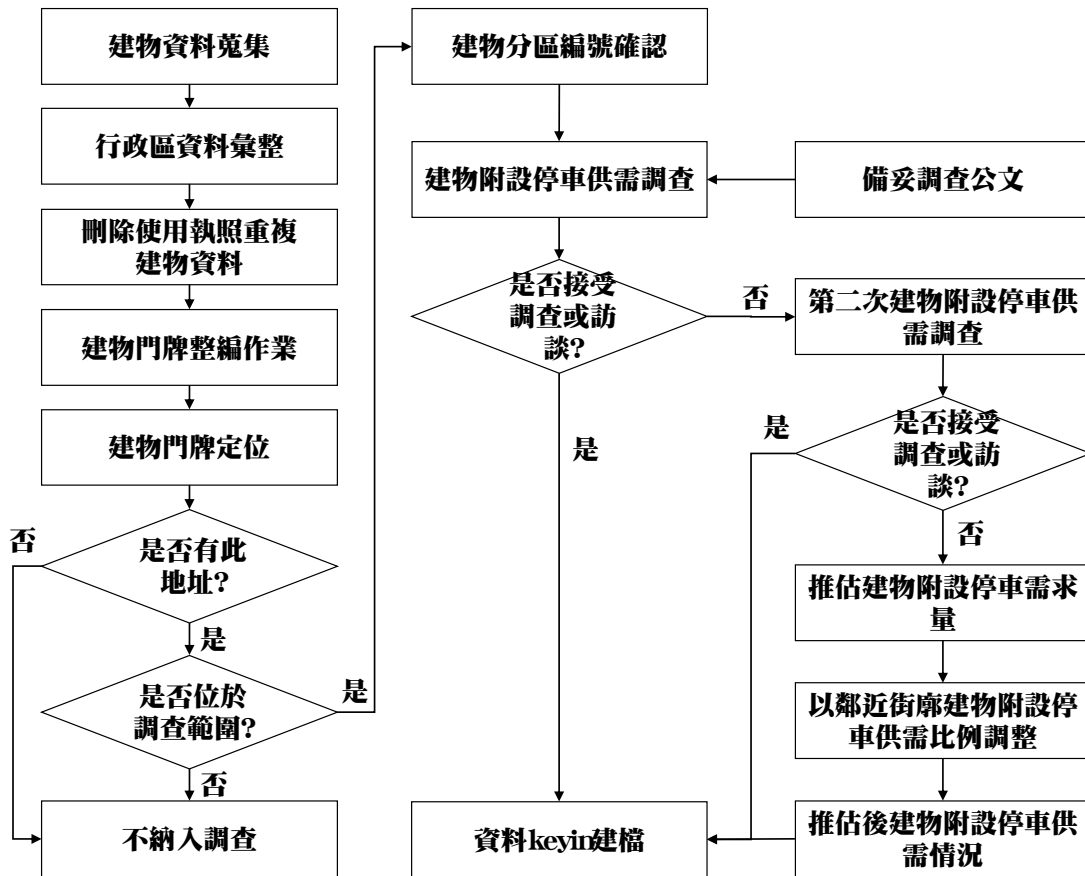 建物資料蒐集
行政區資料彙整
刪除使用執照重複
建物資料
建物門牌整編作業
建物門牌定位
否
是否有此
地址?
是
是否位於
調查範圍?
是
否
不納入調查
建物分區編號確認
建物附設停車供需調查
備妥調查公文
是否接受
調查或訪
談?
否
是
第二次建物附設停車供
需調查
是
是否接受
調查或訪
談?
否
推估建物附設停車需求
量
以鄰近街廓建物附設停
車供需比例調整
推估後建物附設停車供
需情況
資料keyin建檔